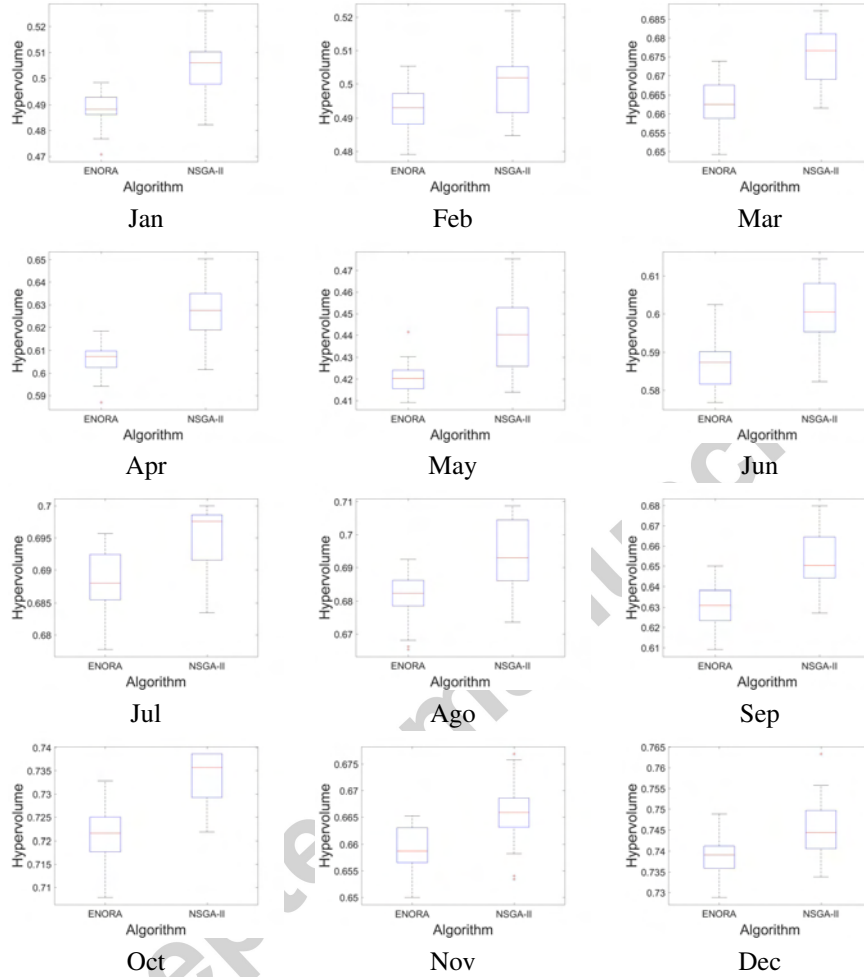 0.52
0.51
0.5
0.49
0.48
0.47
Hypervolume
ENORA NSGA-II
Algorithm
Jan
0.52
0.51
0.5
0.49
0.48
Hypervolume
ENORA NSGA-II
Algorithm
Feb
0.685
0.68
0.675
0.67
0.665
0.66
0.655
0.65
Hypervolume
ENORA NSGA-II
Algorithm
Mar
0.65
0.64
0.63
0.62
0.61
0.6
0.59
Hypervolume
ENORA NSGA-II
Algorithm
Apr
0.47
0.46
0.45
0.44
0.43
0.42
0.41
Hypervolume
ENORA NSGA-II
Algorithm
May
0.61
0.6
0.59
0.58
Hypervolume
ENORA NSGA-II
Algorithm
Jun
0.7
0.695
0.69
0.685
0.68
Hypervolume
ENORA NSGA-II
Algorithm
Jul
0.71
0.7
0.69
0.68
0.67
Hypervolume
ENORA NSGA-II
Algorithm
Ago
0.68
0.67
0.66
0.65
0.64
0.63
0.62
0.61
Hypervolume
ENORA NSGA-II
Algorithm
Sep
0.74
0.735
0.73
0.725
0.72
0.715
0.71
Hypervolume
ENORA NSGA-II
Algorithm
Oct
0.675
0.67
0.665
0.66
0.655
0.65
Hypervolume
ENORA NSGA-II
Algorithm
Nov
0.765
0.76
0.755
0.75
0.745
0.74
0.735
0.73
Hypervolume
ENORA NSGA-II
Algorithm
Dec